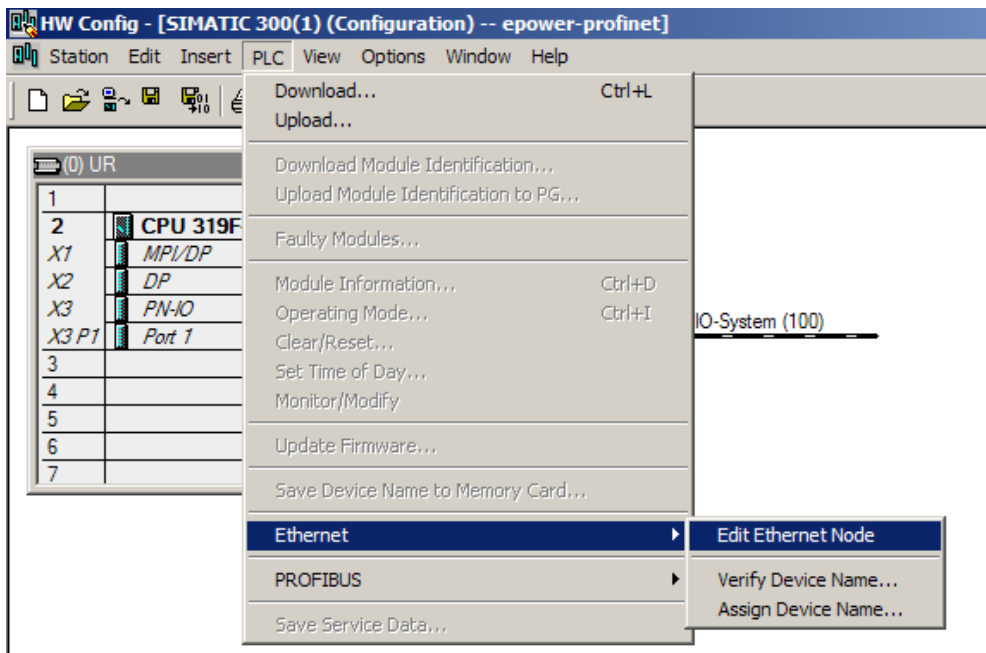 HW Config - [SIMATIC 300(1) (Configuration) -- epower-profinet]
Station Edit Insert PLC View Options Window Help
Download... Ctrl+L
Upload...
Download Module Identification...
Upload Module Identification to PG...
Faulty Modules...
Module Information... Ctrl+D
Operating Mode... Ctrl+I
Clear/Reset...
Set Time of Day...
Monitor/Modify
Update Firmware...
Save Device Name to Memory Card...
Ethernet
PROFIBUS
Save Service Data...
Edit Ethernet Node
Verify Device Name...
Assign Device Name...
(0) UR
1
2 CPU 319F
X1 MPI/DP
X2 DP
X3 PN-IO
X3 P1 Port 1
3
4
5
6
7
IO-System (100)